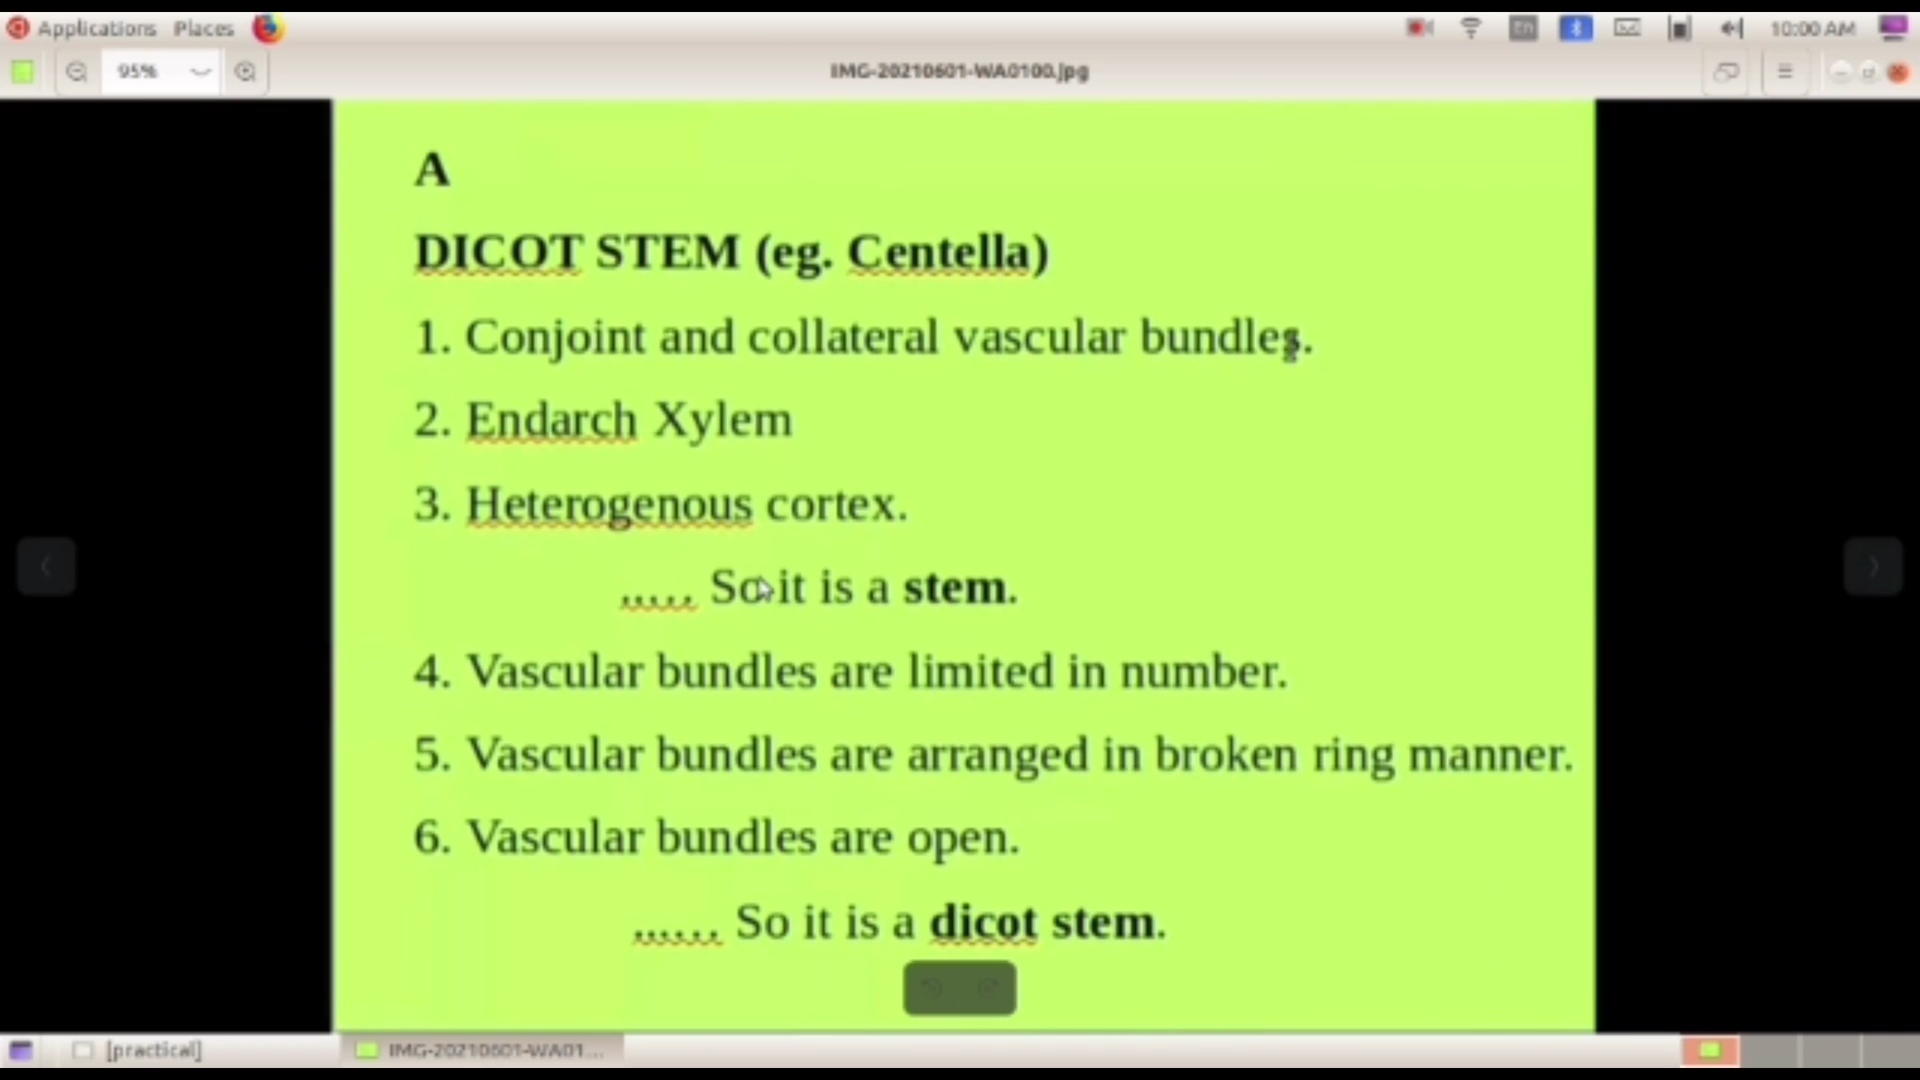 Applications Places En 10:00 AM
95% IMG-20210601-WA0100.jpg
A
DICOT STEM (eg. Centella)
1. Conjoint and collateral vascular bundles.
2. Endarch Xylem
3. Heterogenous cortex.
..... So it is a stem.
4. Vascular bundles are limited in number.
5. Vascular bundles are arranged in broken ring manner.
6. Vascular bundles are open.
...... So it is a dicot stem.
[practical] IMG-20210601-WA01...